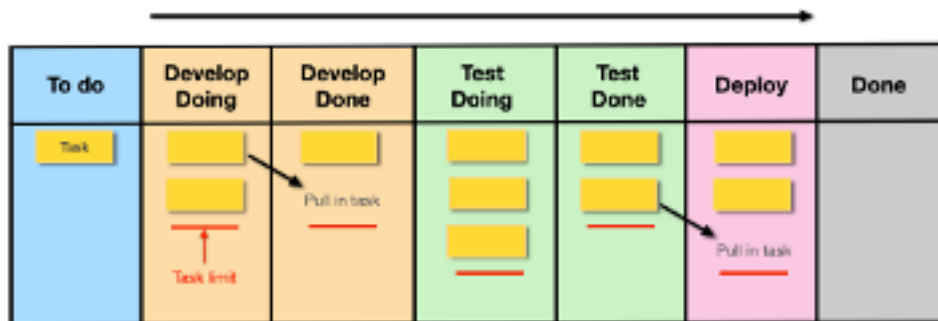 To do
Develop
Doing
Develop
Done
Test
Doing
Test
Done
Deploy
Done
Task
Pull in task
Task limit
Pull in task